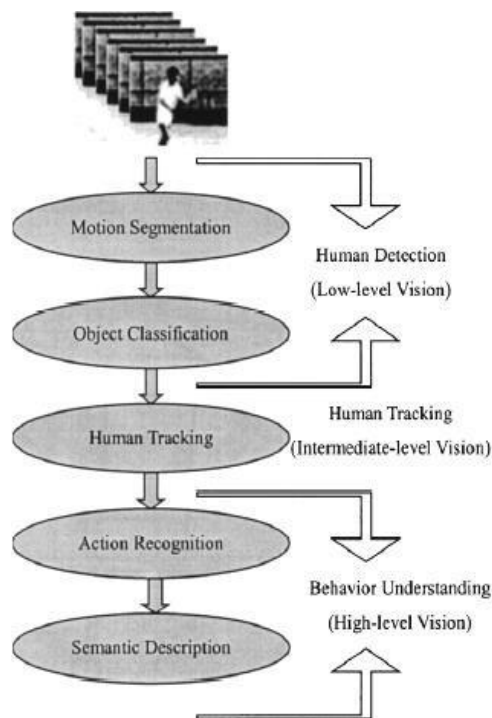 Motion Segmentation
Human Detection
(Low-level Vision)
Object Classification
Human Tracking
Human Tracking
(Intermediate-level Vision)
Action Recognition
Behavior Understanding
(High-level Vision)
Semantic Description